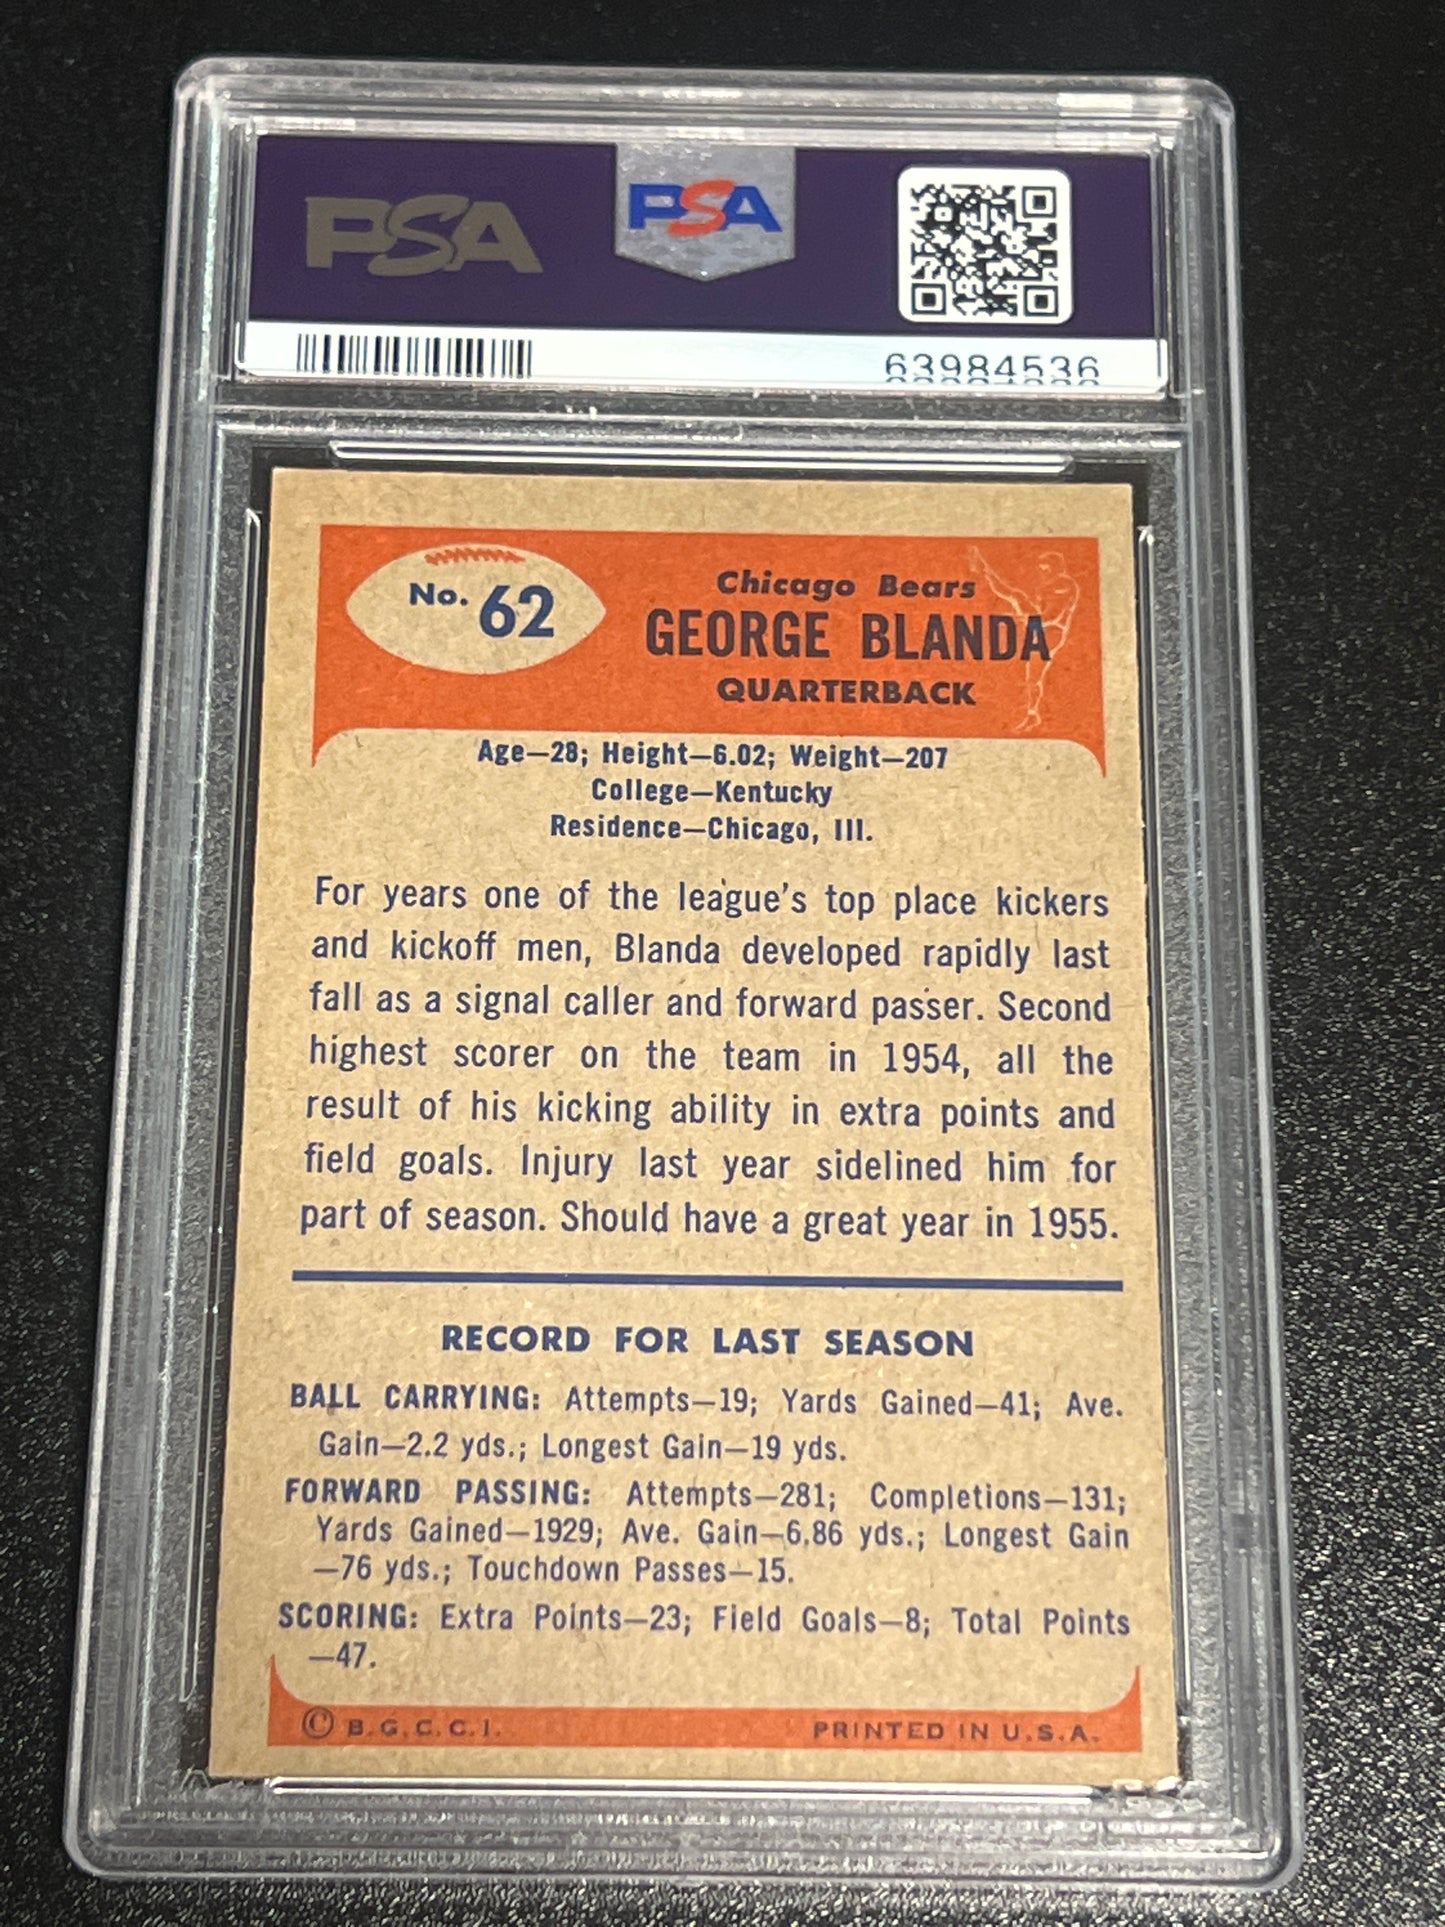 PSA
PSA
63984536
No. 62
Chicago Bears
GEORGE BLANDA
QUARTERBACK
Age—28; Height—6.02; Weight—207
College—Kentucky
Residence—Chicago, Ill.
For years one of the league's top place kickers
and kickoff men, Blanda developed rapidly last
fall as a signal caller and forward passer. Second
highest scorer on the team in 1954, all the
result of his kicking ability in extra points and
field goals. Injury last year sidelined him for
part of season. Should have a great year in 1955.
RECORD FOR LAST SEASON
BALL CARRYING: Attempts—19; Yards Gained—41; Ave.
Gain—2.2 yds.; Longest Gain—19 yds.
FORWARD PASSING: Attempts—281; Completions—131;
Yards Gained—1929; Ave. Gain—6.86 yds.; Longest Gain
—76 yds.; Touchdown Passes—15.
SCORING: Extra Points—23; Field Goals—8; Total Points
—47.
© B.G.C.C.I.
PRINTED IN U.S.A.